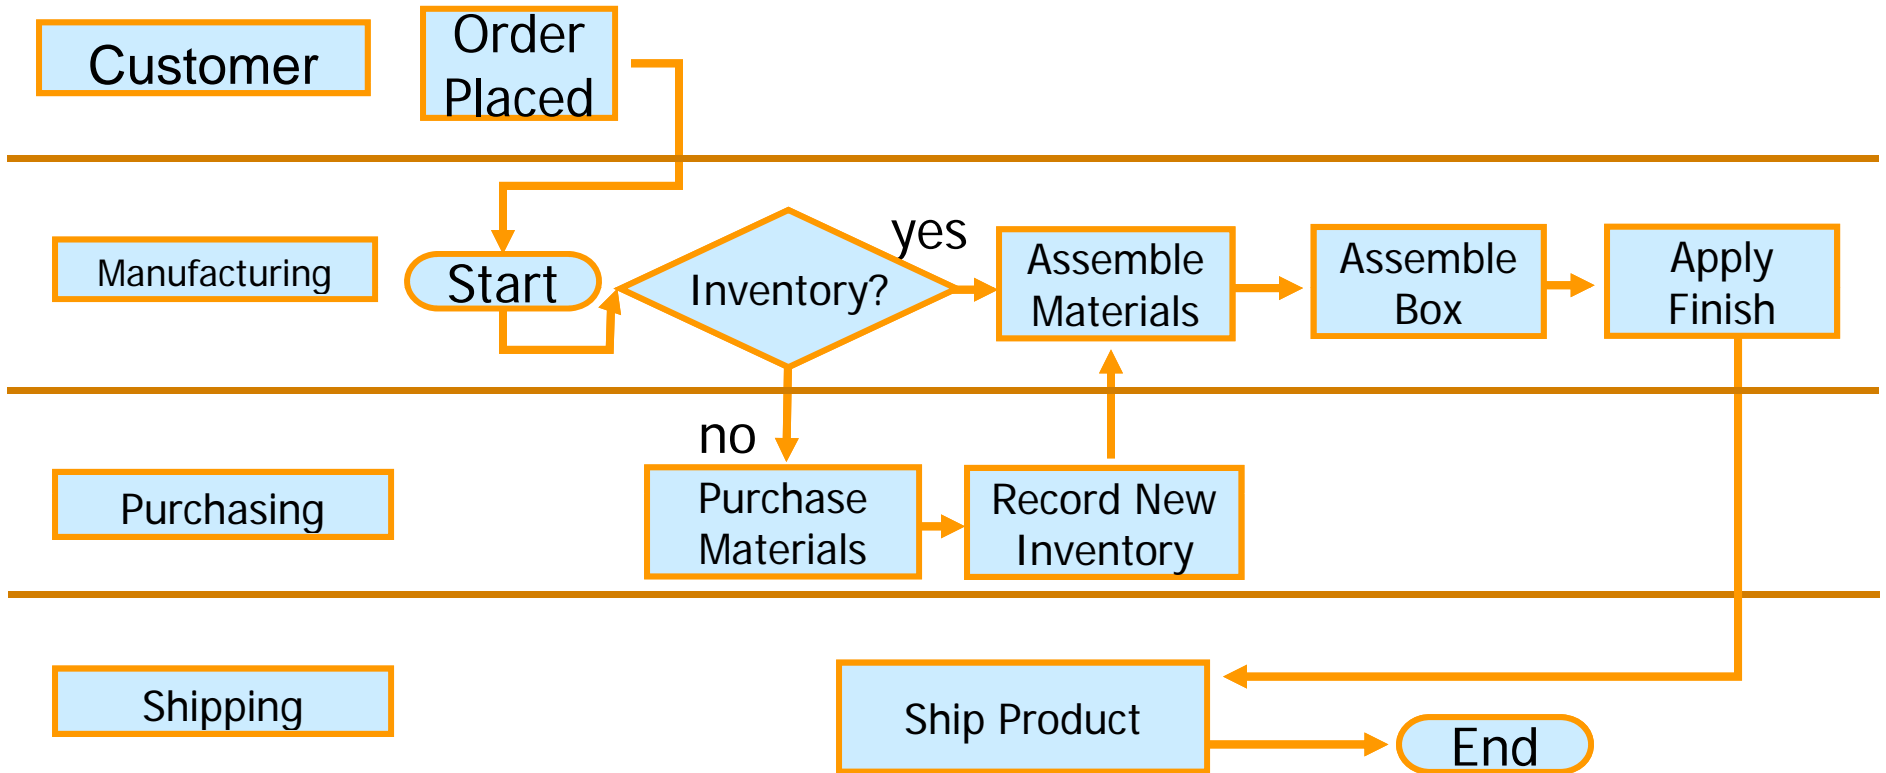 Customer
Order
Placed
Manufacturing
Start
Inventory?
yes
Assemble
Materials
Assemble
Box
Apply
Finish
no
Purchasing
Purchase
Materials
Record New
Inventory
Shipping
Ship Product
End